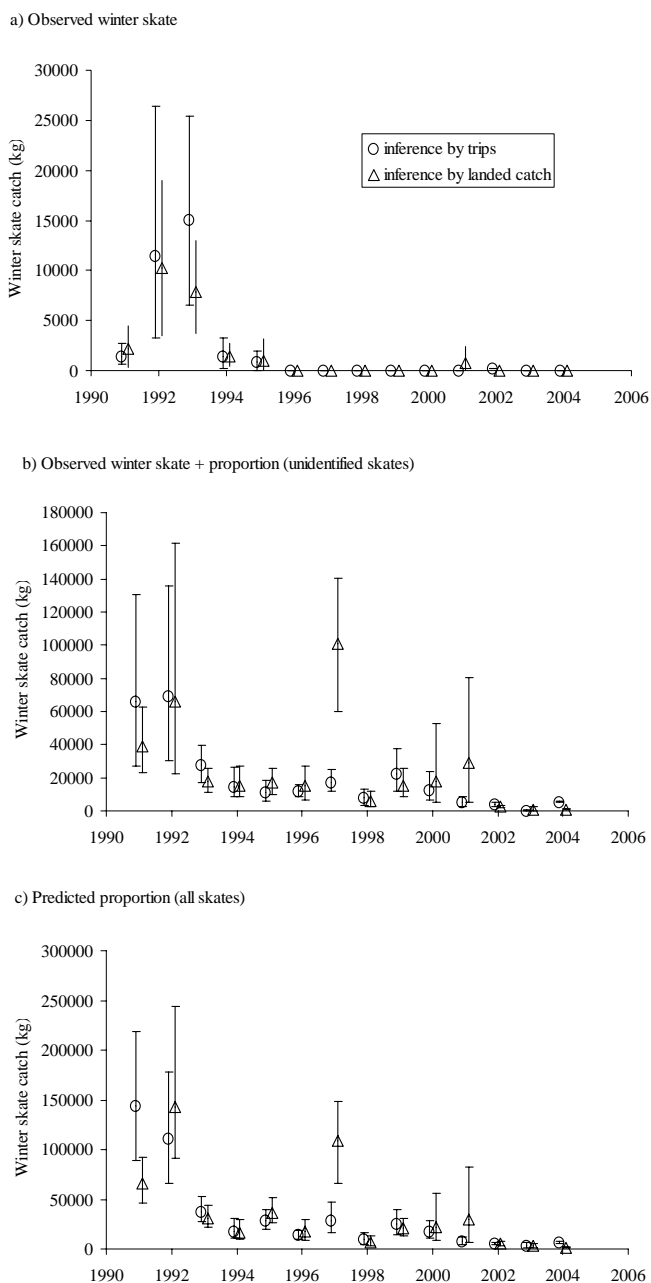 a) Observed winter skate
30000
25000
20000
15000
10000
5000
0
Winter skate catch (kg)
inference by trips
inference by landed catch
1990 1992 1994 1996 1998 2000 2002 2004 2006
b) Observed winter skate + proportion (unidentified skates)
180000
160000
140000
120000
100000
80000
60000
40000
20000
0
Winter skate catch (kg)
1990 1992 1994 1996 1998 2000 2002 2004 2006
c) Predicted proportion (all skates)
300000
250000
200000
150000
100000
50000
0
Winter skate catch (kg)
1990 1992 1994 1996 1998 2000 2002 2004 2006